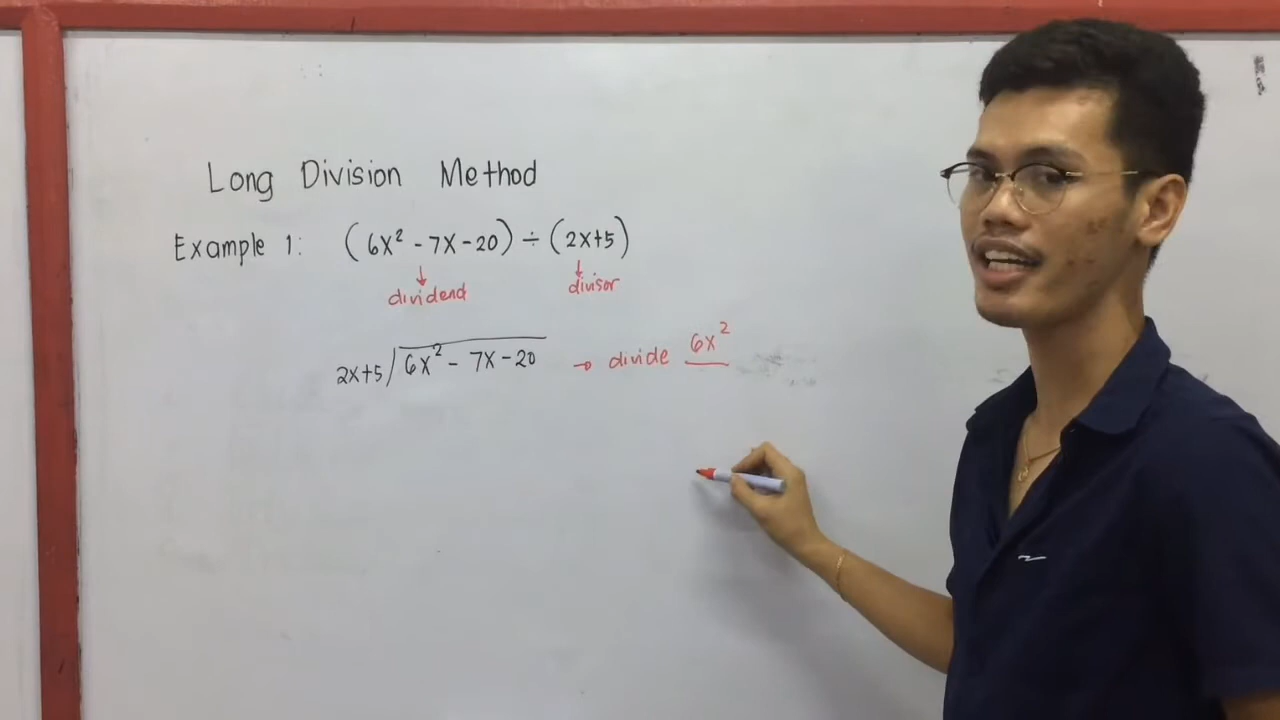 Long Division Method
Example 1: (6x² - 7x - 20) ÷ (2x+5)
dividend divisor
2x+5 6x² - 7x - 20 → divide 6x²